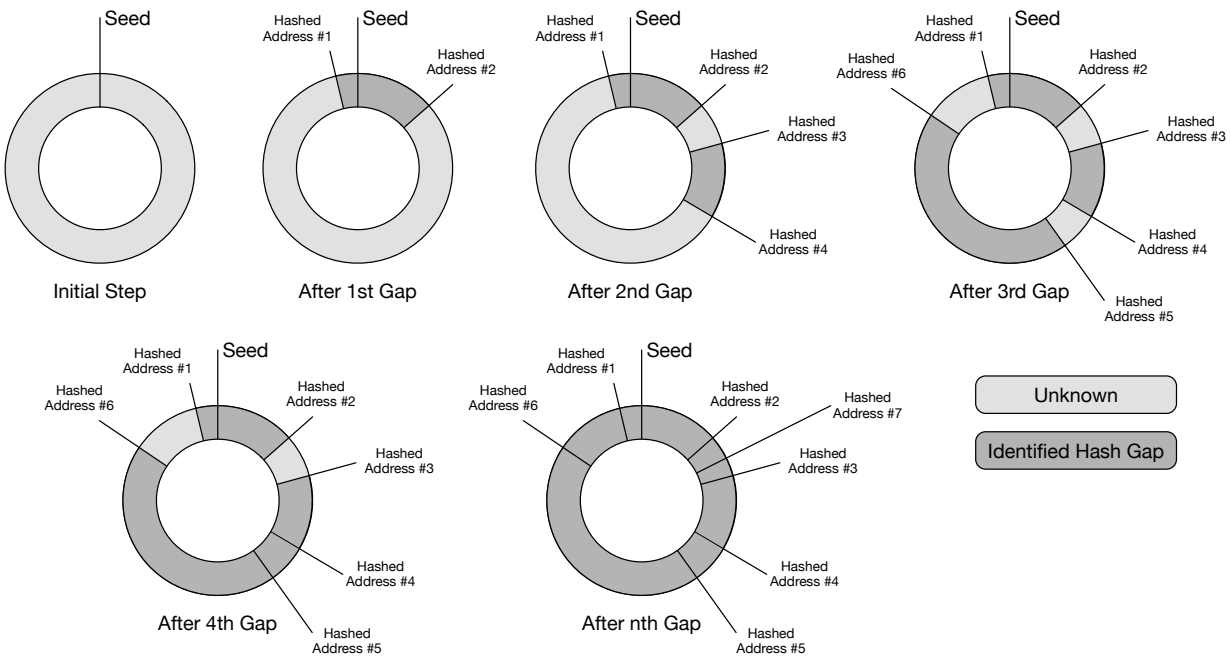 Seed
Initial Step
Hashed
Address #1
Seed
Hashed
Address #2
After 1st Gap
Hashed
Address #1
Seed
Hashed
Address #2
Hashed
Address #3
Hashed
Address #4
After 2nd Gap
Hashed
Address #6
Hashed
Address #1
Seed
Hashed
Address #2
Hashed
Address #3
Hashed
Address #4
Hashed
Address #5
After 3rd Gap
Hashed
Address #6
Hashed
Address #1
Seed
Hashed
Address #2
Hashed
Address #3
Hashed
Address #4
Hashed
Address #5
After 4th Gap
Hashed
Address #6
Hashed
Address #1
Seed
Hashed
Address #2
Hashed
Address #7
Hashed
Address #3
Hashed
Address #4
Hashed
Address #5
After nth Gap
Unknown
Identified Hash Gap